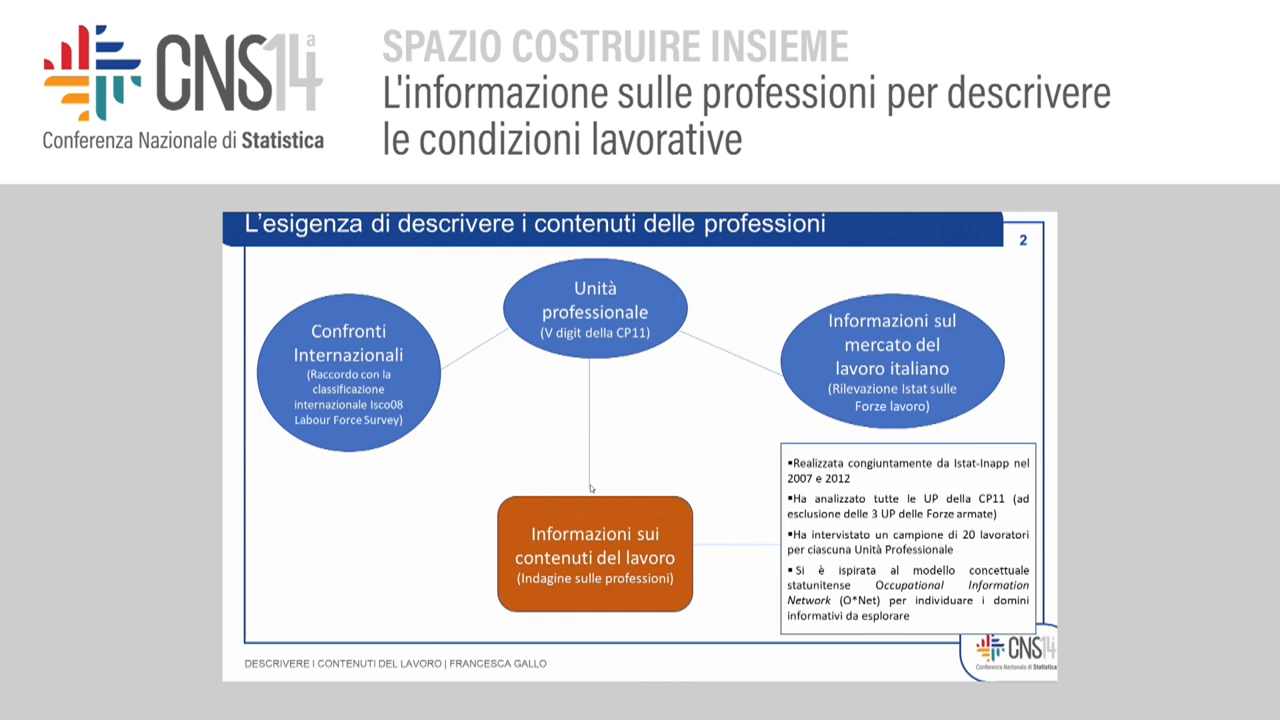 CNS14a
Conferenza Nazionale di Statistica
SPAZIO COSTRUIRE INSIEME
L'informazione sulle professioni per descrivere
le condizioni lavorative
L'esigenza di descrivere i contenuti delle professioni
2
Confronti
Internazionali
(Raccordo con la
classificazione
internazionale Isco08
Labour Force Survey)
Unità
professionale
(V digit della CP11)
Informazioni sul
mercato del
lavoro italiano
(Rilevazione Istat sulle
Forze lavoro)
Informazioni sui
contenuti del lavoro
(Indagine sulle professioni)
▪Realizzata congiuntamente da Istat-Inapp nel
2007 e 2012
▪Ha analizzato tutte le UP della CP11 (ad
esclusione delle 3 UP delle Forze armate)
▪Ha intervistato un campione di 20 lavoratori
per ciascuna Unità Professionale
▪Si è ispirata al modello concettuale
statunitense Occupational Information
Network (O*Net) per individuare i domini
informativi da esplorare
DESCRIVERE I CONTENUTI DEL LAVORO | FRANCESCA GALLO
CNS14
Conferenza Nazionale di Statistica